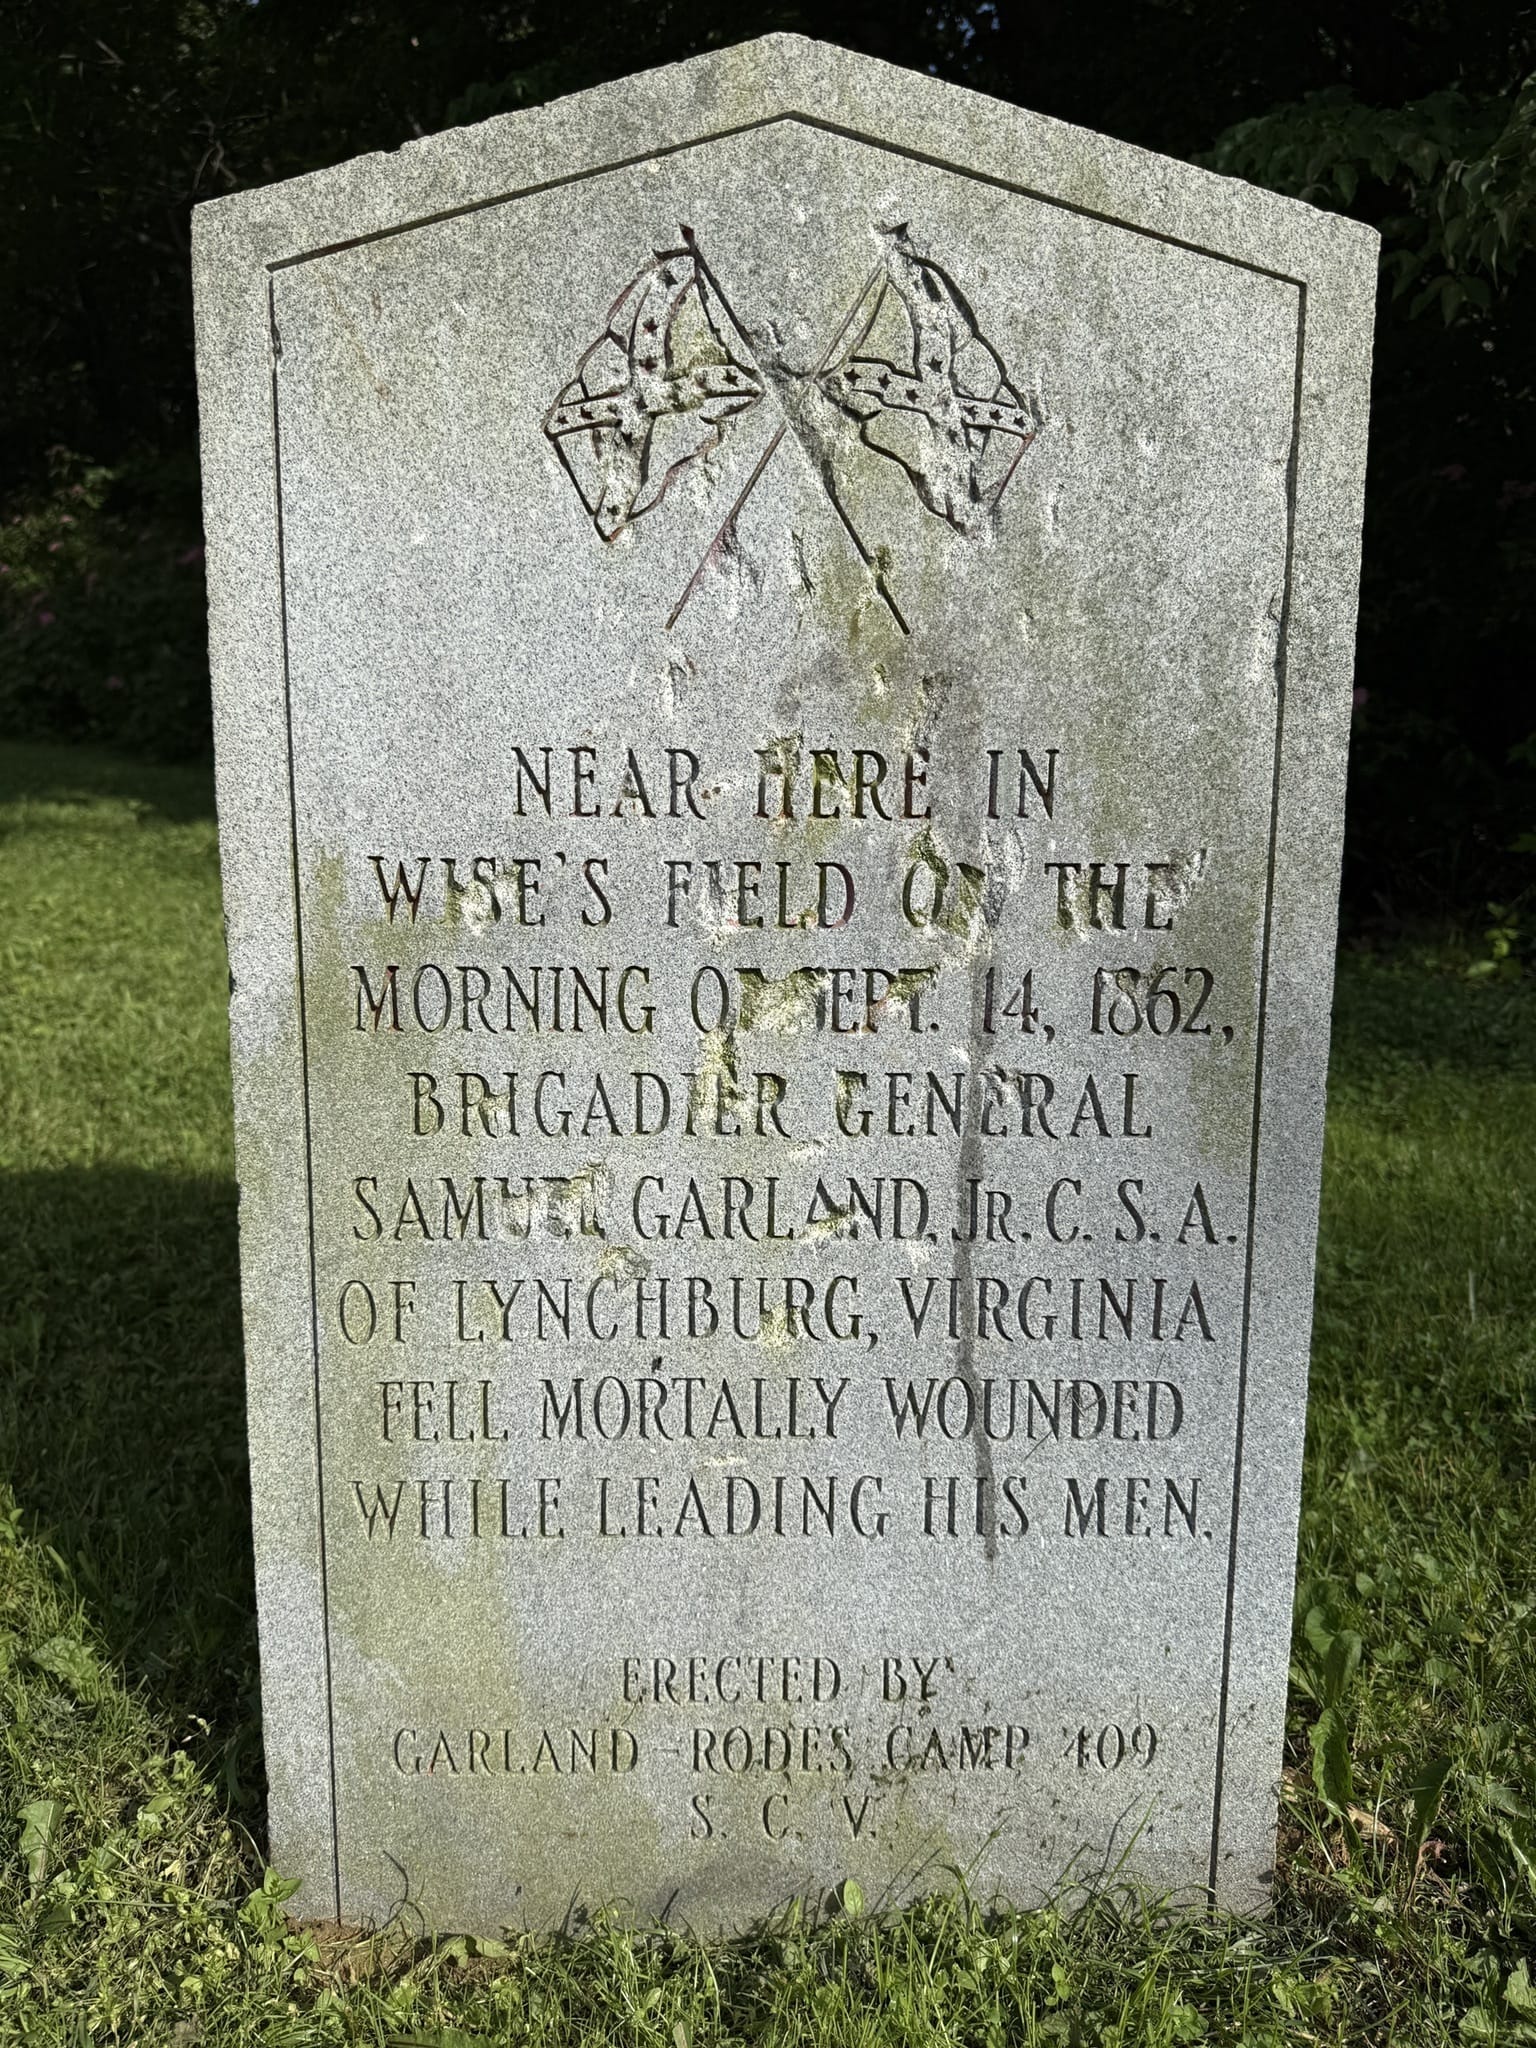 NEAR HERE IN
WISE'S FIELD ON THE
MORNING OF SEPT. 14, 1862,
BRIGADIER GENERAL
SAMUEL GARLAND, JR. C. S. A.
OF LYNCHBURG, VIRGINIA
FELL MORTALLY WOUNDED
WHILE LEADING HIS MEN.
ERECTED BY
GARLAND-RODES CAMP 409
S. C. V.